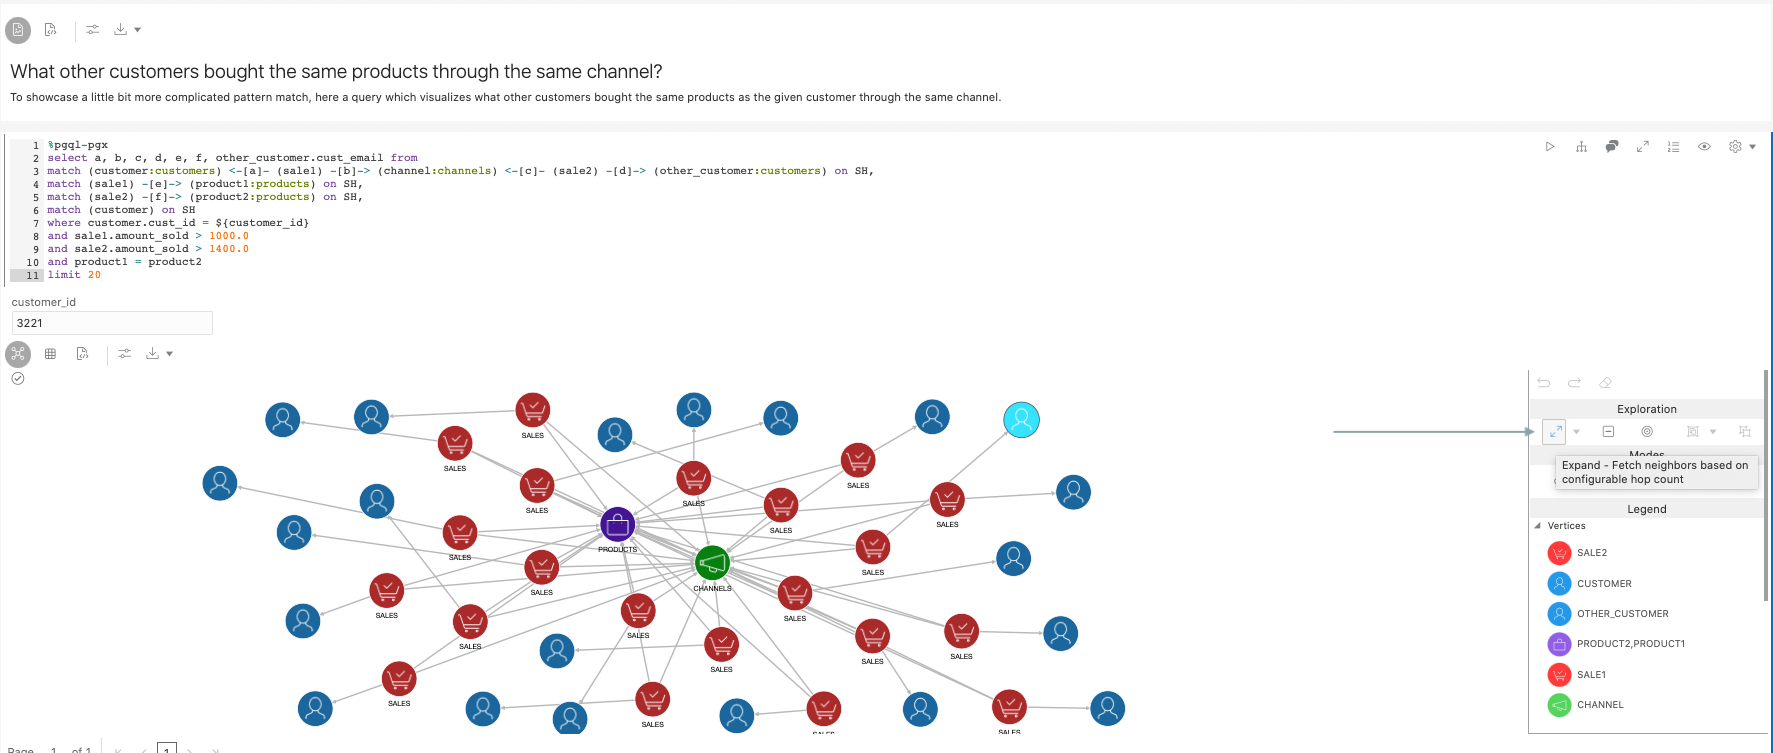 What other customers bought the same products through the same channel?
To showcase a little bit more complicated pattern match, here a query which visualizes what other customers bought the same products as the given customer through the same channel.
1 %pgql-pgx
2 select a, b, c, d, e, f, other_customer.cust_email from
3 match (customer:customers) <-[a]- (sale1) -[b]-> (channel:channels) <-[c]- (sale2) -[d]-> (other_customer:customers) on SH,
4 match (sale1) -[e]-> (product1:products) on SH,
5 match (sale2) -[f]-> (product2:products) on SH,
6 match (customer) on SH
7 where customer.cust_id = ${customer_id}
8 and sale1.amount_sold > 1000.0
9 and sale2.amount_sold > 1400.0
10 and product1 = product2
11 limit 20
customer_id
3221
Exploration
Modes
Expand - Fetch neighbors based on
configurable hop count
Legend
Vertices
SALE2
CUSTOMER
OTHER_CUSTOMER
PRODUCT2,PRODUCT1
SALE1
CHANNEL
SALES
SALES
SALES
SALES
SALES
SALES
SALES
SALES
PRODUCTS
SALES
SALES
CHANNELS
SALES
SALES
SALES
SALES
SALES
SALES
SALES
SALES
SALES
SALES
SALES
SALES
Page 1 of 1
1